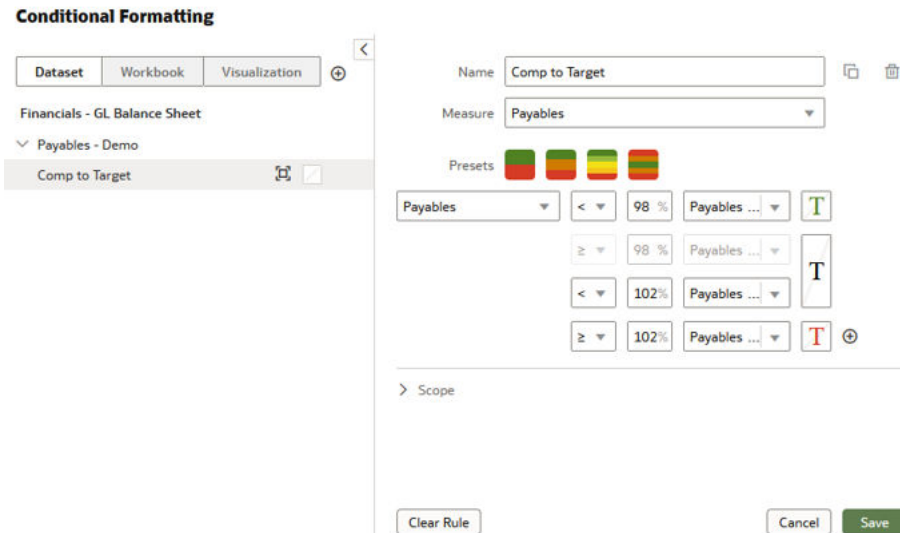 Conditional Formatting
Dataset Workbook Visualization
Financials - GL Balance Sheet
Payables - Demo
Comp to Target
Name Comp to Target
Measure Payables
Presets
Payables < 98 % Payables ... T
≥ 98 % Payables ...
T
< 102% Payables ...
≥ 102% Payables ... T
Scope
Clear Rule Cancel Save